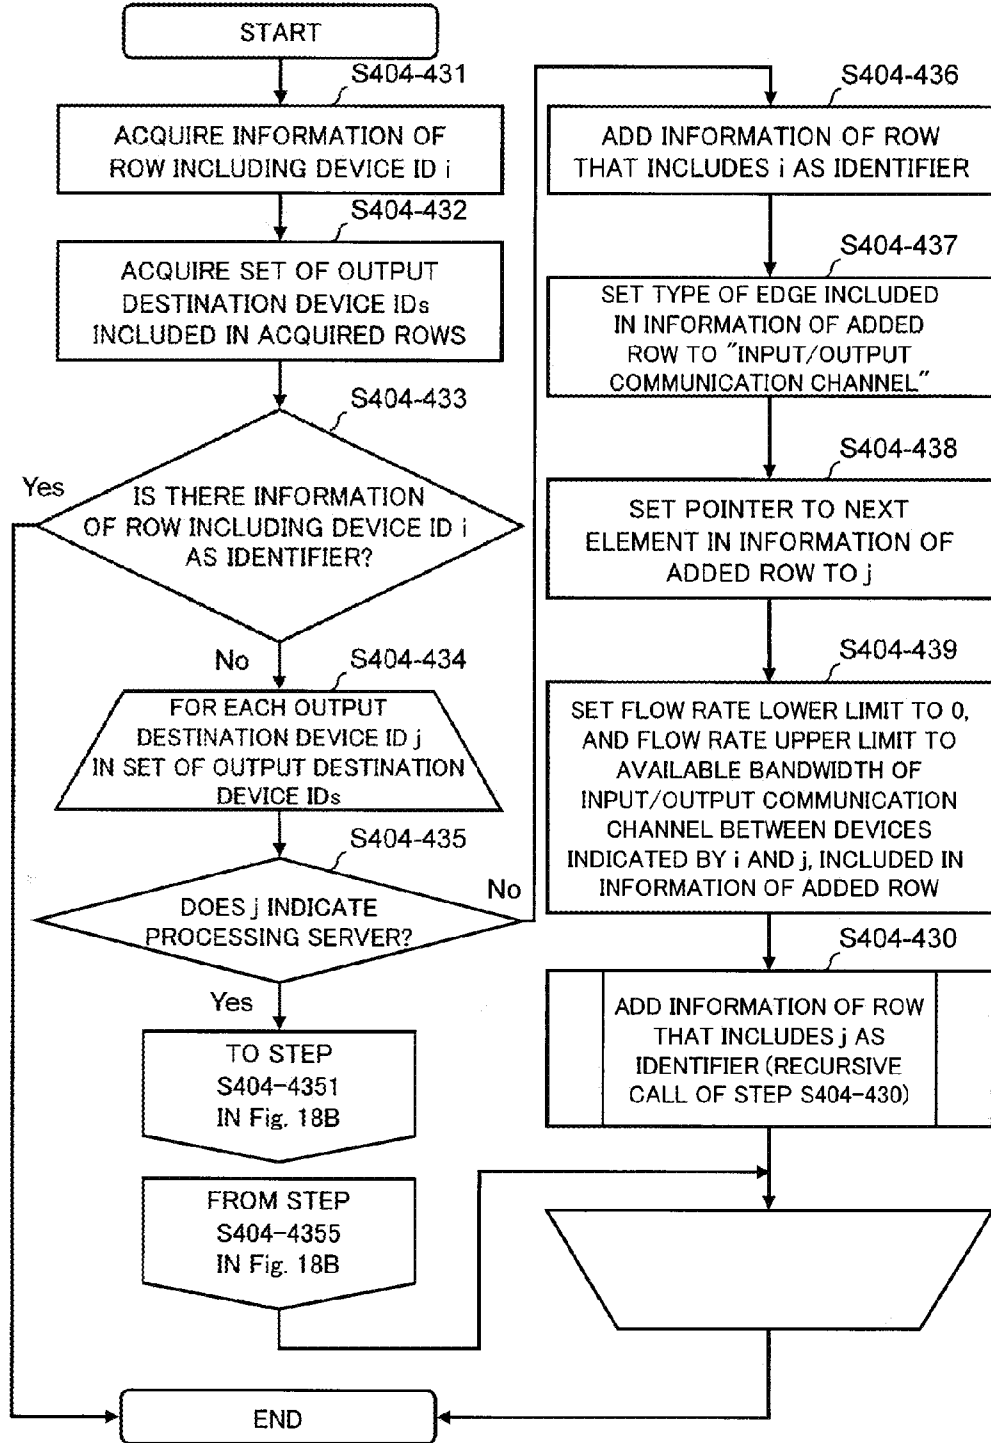 START
S404-431
ACQUIRE INFORMATION OF
ROW INCLUDING DEVICE ID i
S404-432
ACQUIRE SET OF OUTPUT
DESTINATION DEVICE IDs
INCLUDED IN ACQUIRED ROWS
S404-433
Yes
IS THERE INFORMATION
OF ROW INCLUDING DEVICE ID i
AS IDENTIFIER?
No
S404-434
FOR EACH OUTPUT
DESTINATION DEVICE ID j
IN SET OF OUTPUT DESTINATION
DEVICE IDs
S404-435
No
DOES j INDICATE
PROCESSING SERVER?
Yes
TO STEP
S404-4351
IN Fig. 18B
FROM STEP
S404-4355
IN Fig. 18B
S404-436
ADD INFORMATION OF ROW
THAT INCLUDES i AS IDENTIFIER
S404-437
SET TYPE OF EDGE INCLUDED
IN INFORMATION OF ADDED
ROW TO "INPUT/OUTPUT
COMMUNICATION CHANNEL"
S404-438
SET POINTER TO NEXT
ELEMENT IN INFORMATION OF
ADDED ROW TO j
S404-439
SET FLOW RATE LOWER LIMIT TO 0,
AND FLOW RATE UPPER LIMIT TO
AVAILABLE BANDWIDTH OF
INPUT/OUTPUT COMMUNICATION
CHANNEL BETWEEN DEVICES
INDICATED BY i AND j, INCLUDED IN
INFORMATION OF ADDED ROW
S404-430
ADD INFORMATION OF ROW
THAT INCLUDES j AS
IDENTIFIER (RECURSIVE
CALL OF STEP S404-430)
END